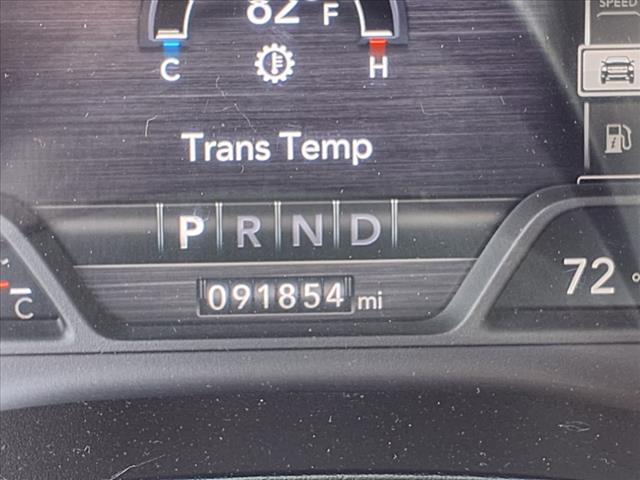 SPEED
82°F
C H
Trans Temp
P R N D
091854 mi
72 °
C